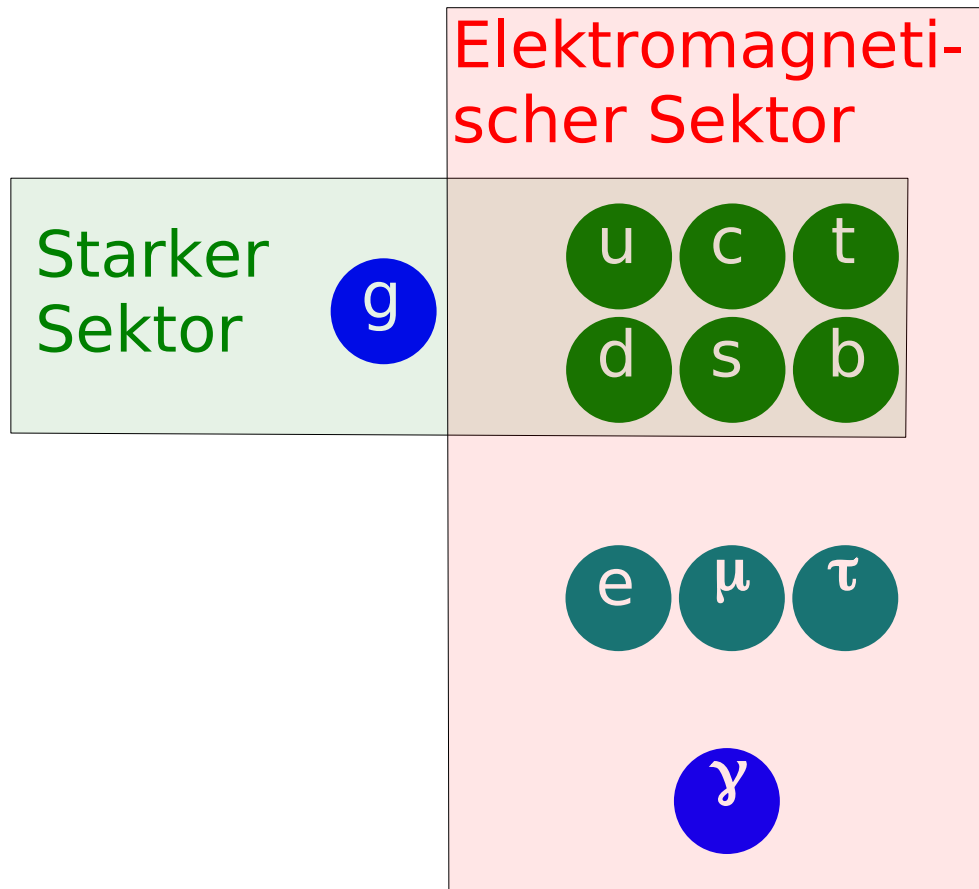 Elektromagneti-
scher Sektor
Starker
Sektor
g
u c t
d s b
e μ τ
γ